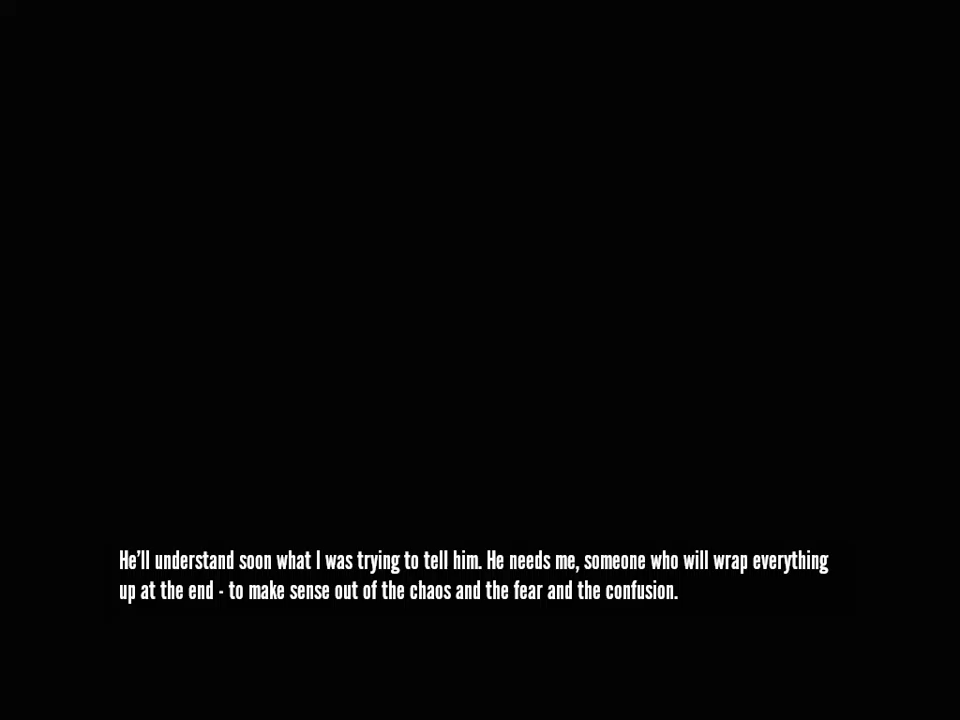 He’ll understand soon what I was trying to tell him. He needs me, someone who will wrap everything
up at the end - to make sense out of the chaos and the fear and the confusion.